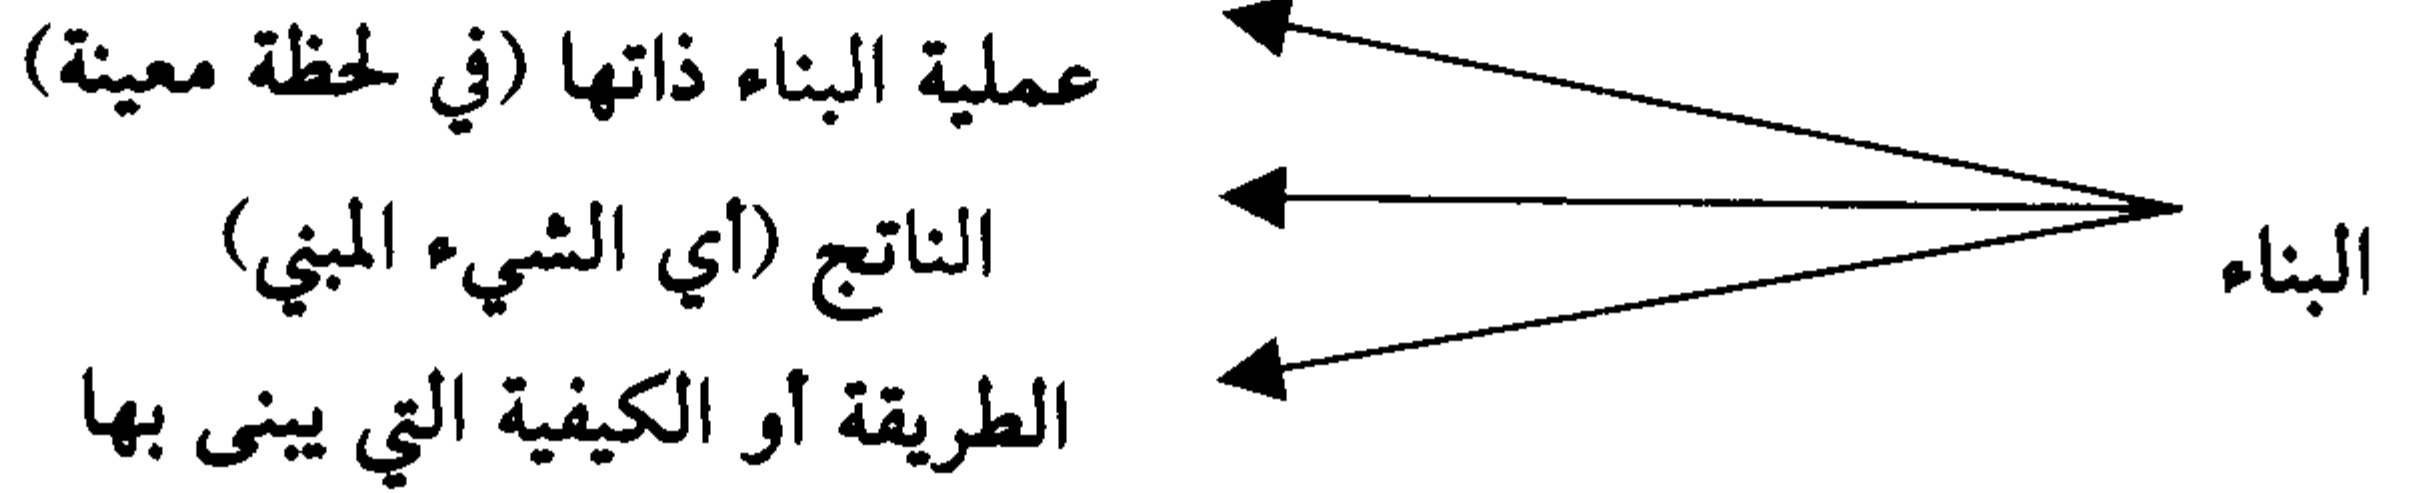 عملية البناء ذاتها (في لحظة معينة)
الناتج (أي الشيء المبني)
البناء
الطريقة أو الكيفية التي يبنى بها